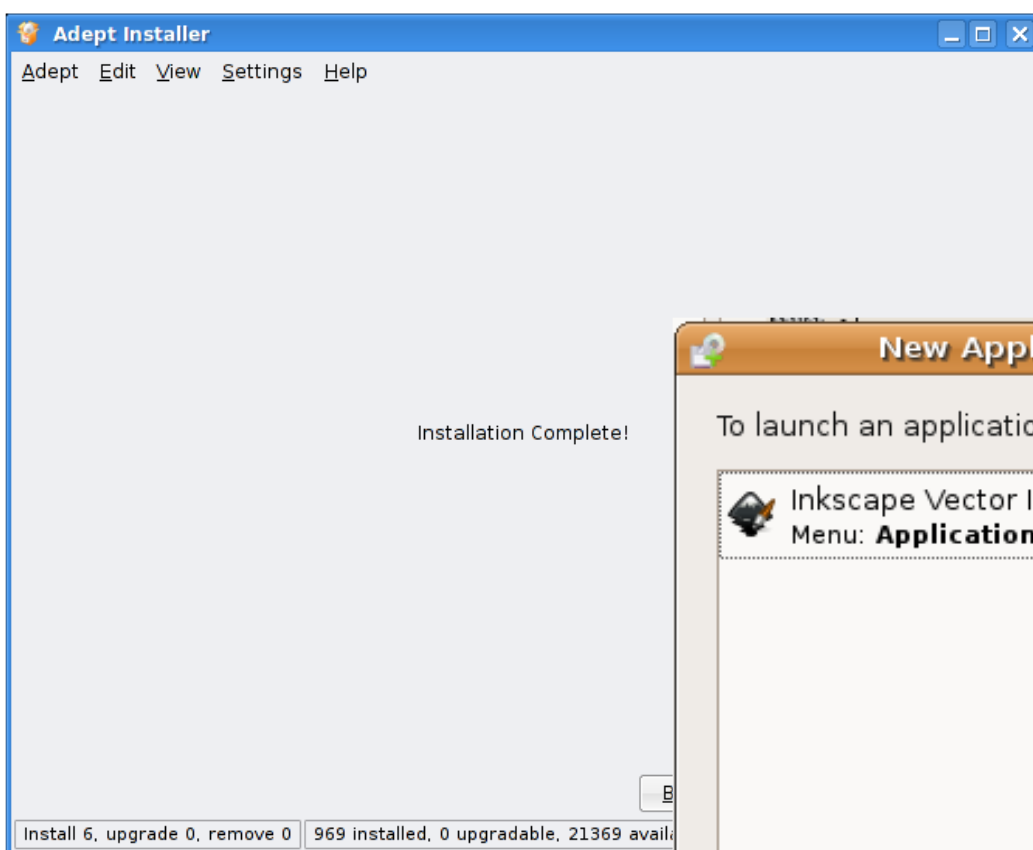 Adept Installer
Adept Edit View Settings Help
Installation Complete!
New Appl
To launch an applicatio
Inkscape Vector I
Menu: Application
B
Install 6, upgrade 0, remove 0 969 installed, 0 upgradable, 21369 availa